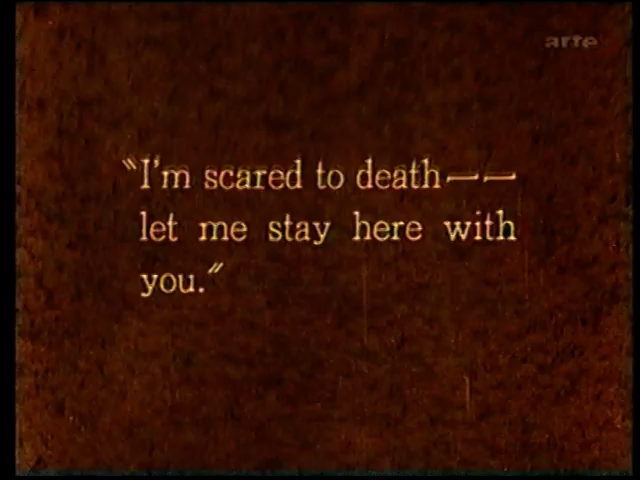 arte
"I'm scared to death——
let me stay here with
you."